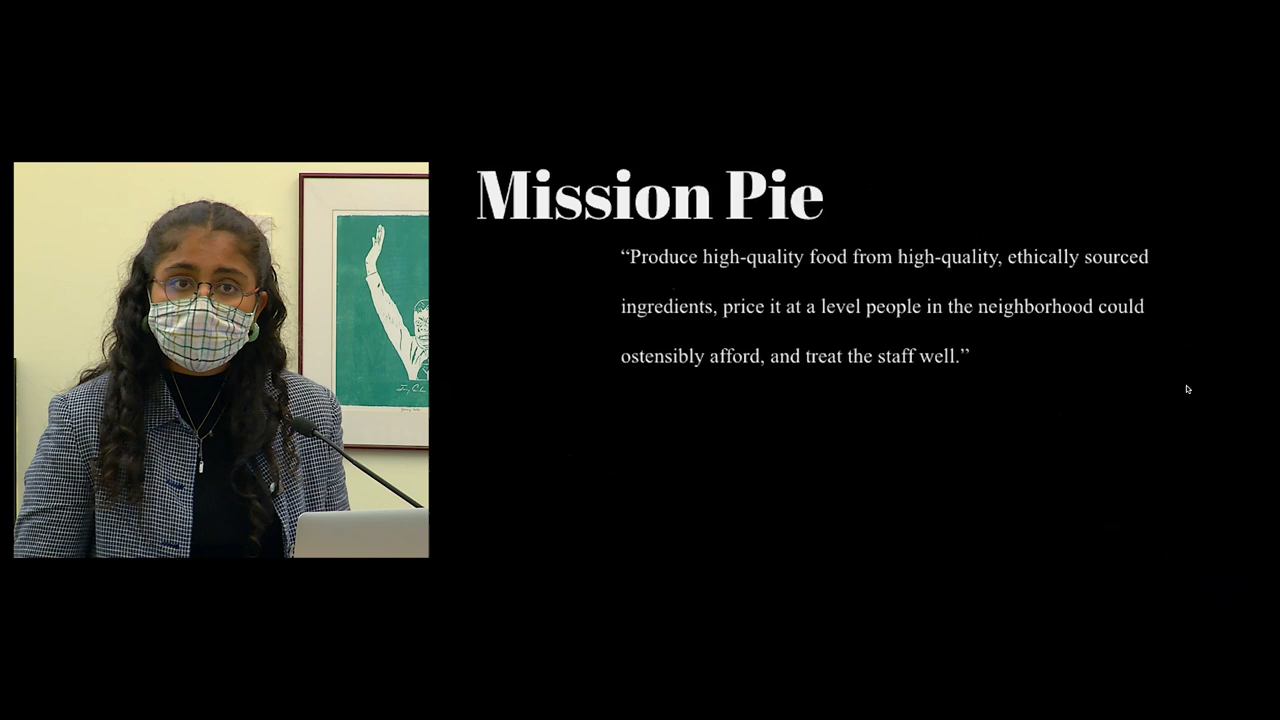 Mission Pie
“Produce high-quality food from high-quality, ethically sourced
ingredients, price it at a level people in the neighborhood could
ostensibly afford, and treat the staff well.”